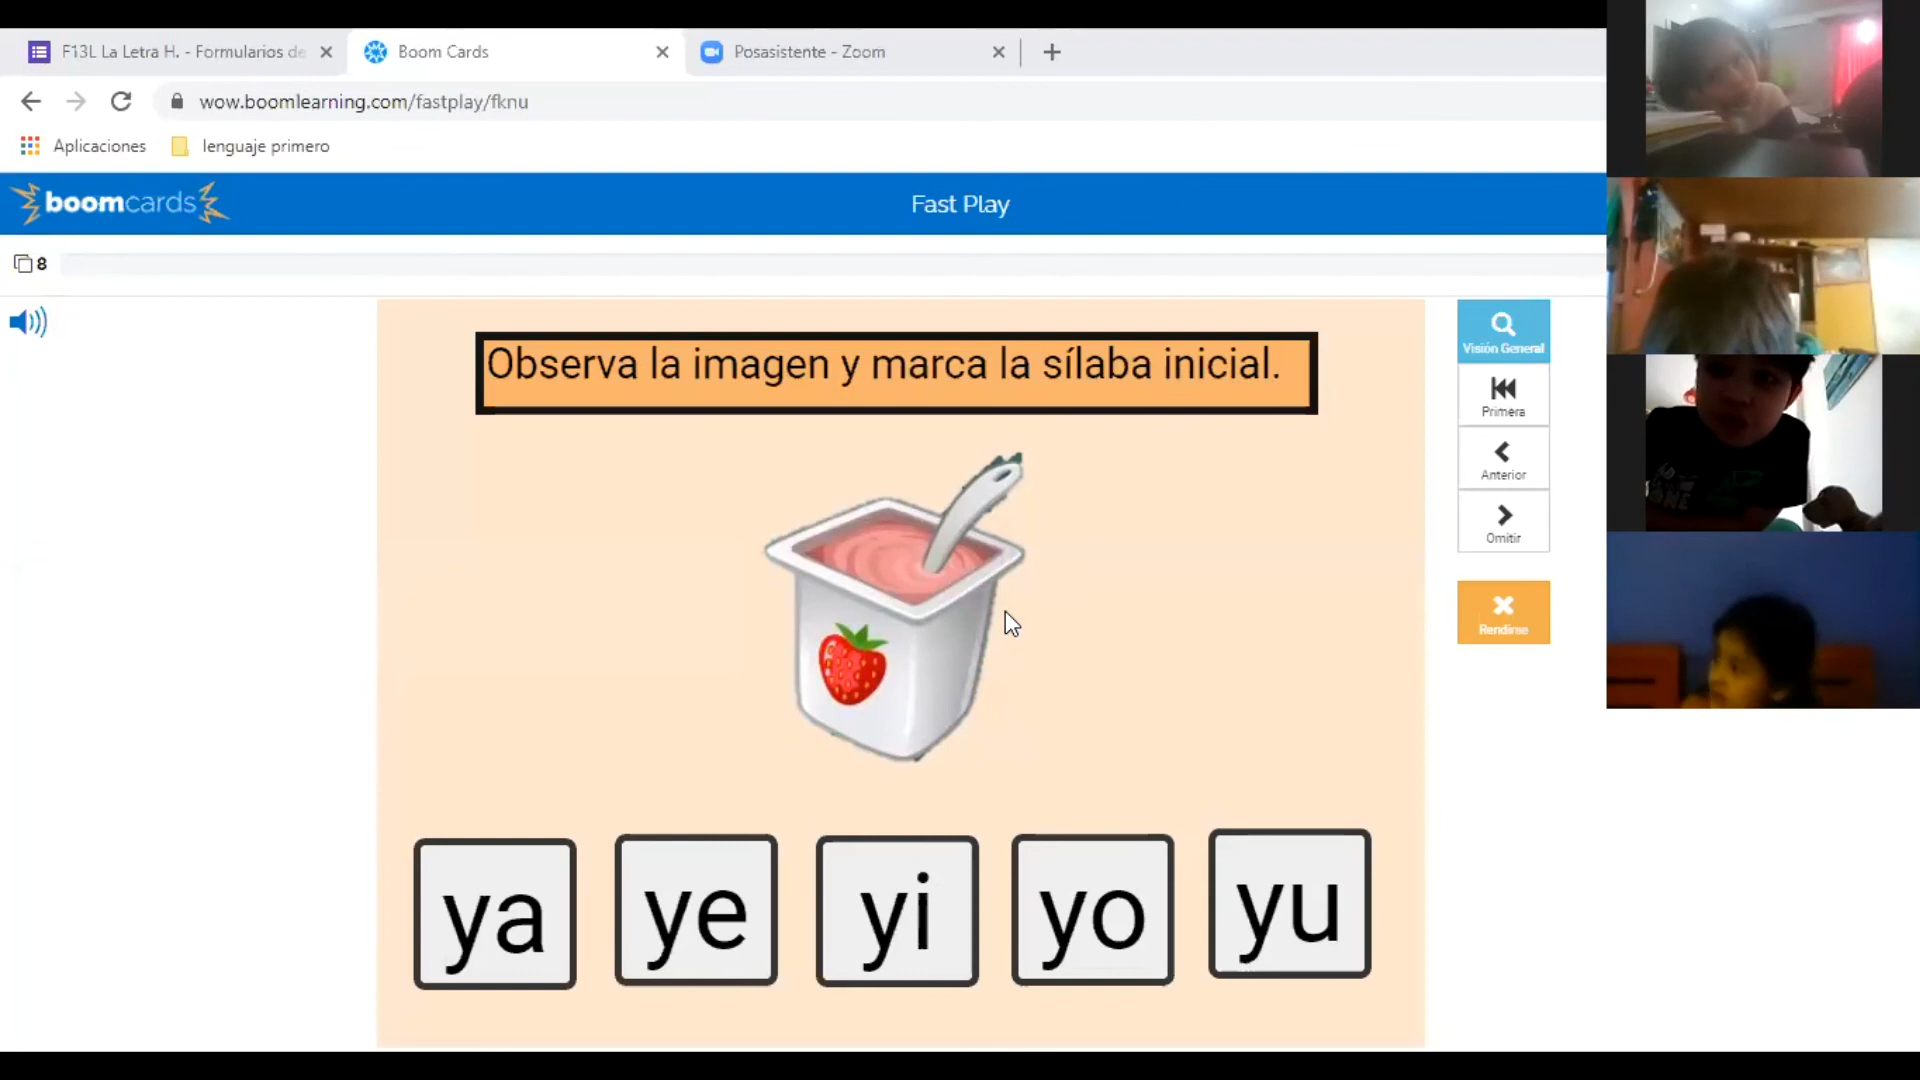 F13L La Letra H. - Formularios de
Boom Cards
Posasistente - Zoom
wow.boomlearning.com/fastplay/fknu
Aplicaciones
lenguaje primero
boomcards
Fast Play
8
Observa la imagen y marca la sílaba inicial.
Visión General
Primera
Anterior
Omitir
Rendirse
ya ye yi yo yu